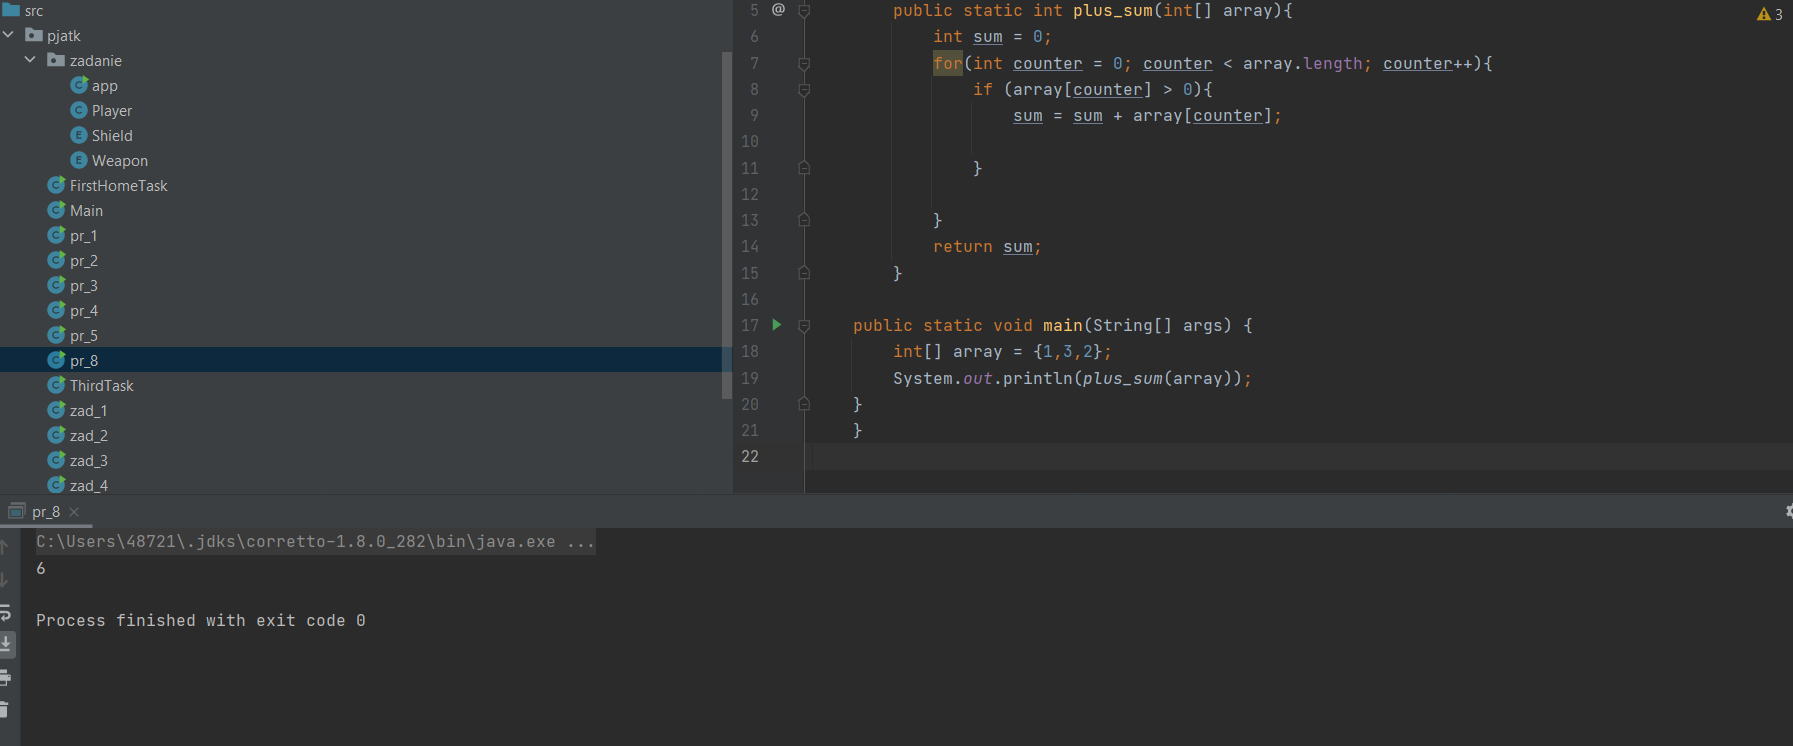 src
pjatk
zadanie
app
Player
Shield
Weapon
FirstHomeTask
Main
pr_1
pr_2
pr_3
pr_4
pr_5
pr_8
ThirdTask
zad_1
zad_2
zad_3
zad_4
5 @ public static int plus_sum(int[] array){
3
6 int sum = 0;
7 for(int counter = 0; counter < array.length; counter++){
8 if (array[counter] > 0){
9 sum = sum + array[counter];
10
11 }
12
13 }
14 return sum;
15 }
16
17 public static void main(String[] args) {
18 int[] array = {1,3,2};
19 System.out.println(plus_sum(array));
20 }
21 }
22
pr_8
C:\Users\48721\.jdks\corretto-1.8.0_282\bin\java.exe ...
6
Process finished with exit code 0